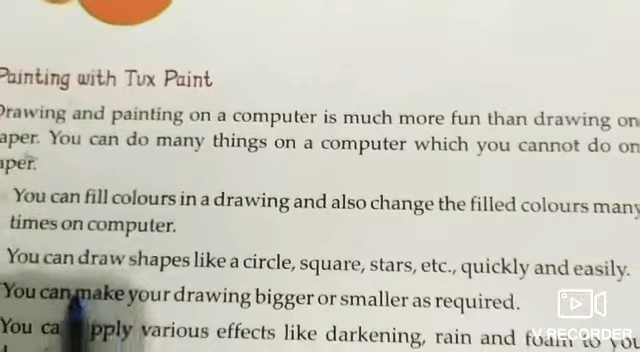 Painting with Tux Paint
Drawing and painting on a computer is much more fun than drawing on
aper. You can do many things on a computer which you cannot do on
aper.
You can fill colours in a drawing and also change the filled colours many
times on computer.
You can draw shapes like a circle, square, stars, etc., quickly and easily.
You can make your drawing bigger or smaller as required.
You ca pply various effects like darkening, rain and foam to you
V RECORDER